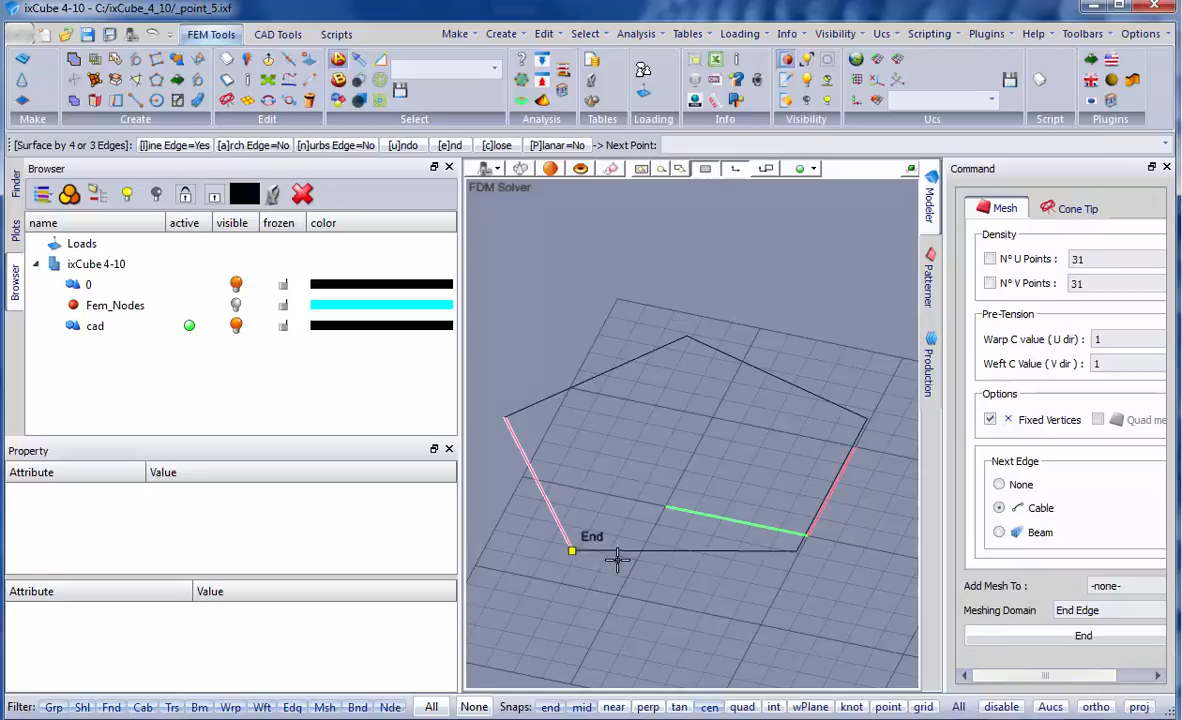 ixCube 4-10 - C:/ixCube_4_10/_point_5.ixf
FEM Tools CAD Tools Scripts Make Create Edit Select Analysis Tables Loading Info Visibility Ucs Scripting Plugins Help Toolbars Options
Make Create Edit Select Analysis Tables Loading Info Visibility Ucs Script Plugins
[Surface by 4 or 3 Edges]: [l]ine Edge=Yes [a]rch Edge=No [n]urbs Edge=No [u]ndo [e]nd [c]lose [P]lanar=No -> Next Point:
Browser
name active visible frozen color
Loads
ixCube 4-10
0
Fem_Nodes
cad
Finder
Plots
Browser
Property
Attribute Value
Attribute Value
FDM Solver
End
Modeler
Patterner
Production
Command
Mesh Cone Tip
Density
N° U Points : 31
N° V Points : 31
Pre-Tension
Warp C value ( U dir) : 1
Weft C Value ( V dir) : 1
Options
Fixed Vertices Quad me
Next Edge
None
Cable
Beam
Add Mesh To : -none-
Meshing Domain End Edge
End
Filter: Grp Shl Fnd Cab Trs Bm Wrp Wft Edq Msh Bnd Nde All None Snaps: end mid near perp tan cen quad int wPlane knot point grid All disable Aucs ortho proj